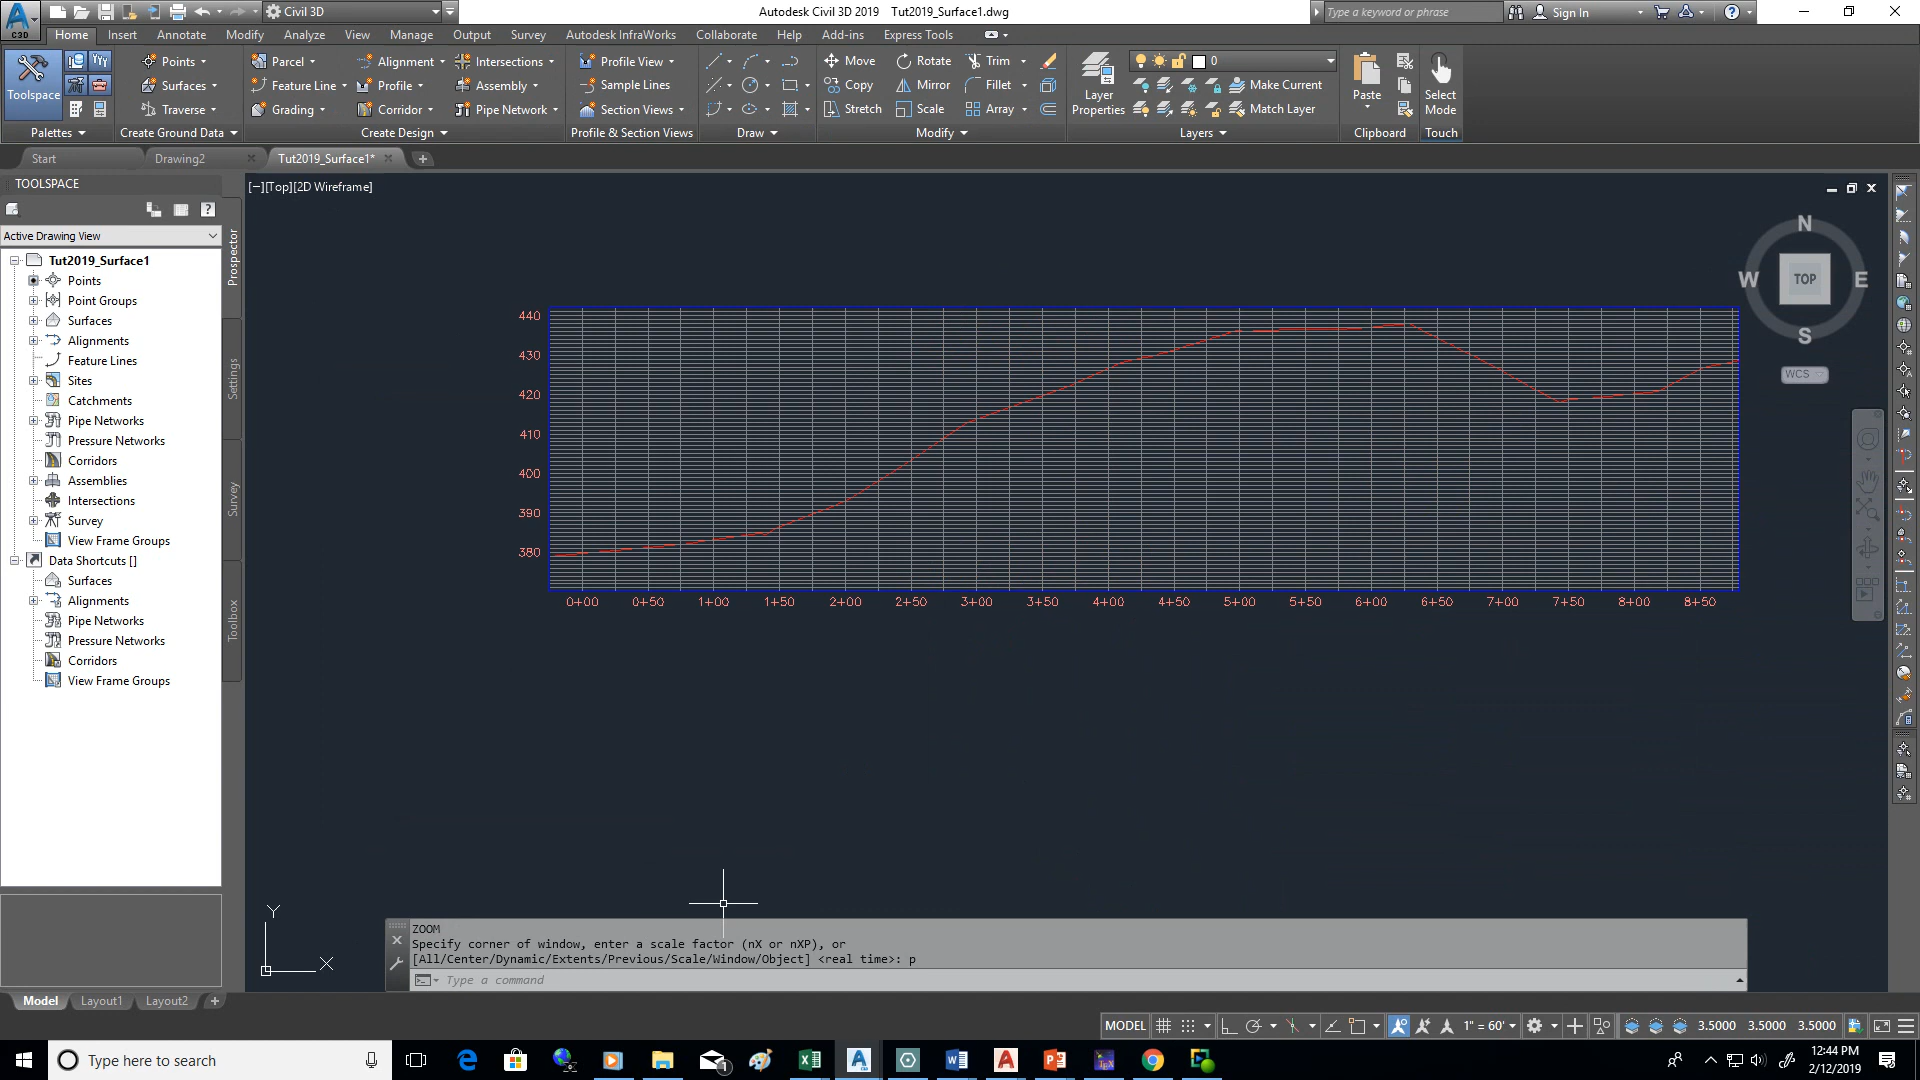 Civil 3D
Autodesk Civil 3D 2019 Tut2019_Surface1.dwg
Type a keyword or phrase
Sign In
C3D
Home Insert Annotate Modify Analyze View Manage Output Survey Autodesk InfraWorks Collaborate Help Add-ins Express Tools
Toolspace
Palettes
Points
Surfaces
Traverse
Create Ground Data
Parcel
Feature Line
Grading
Alignment
Profile
Corridor
Intersections
Assembly
Pipe Network
Create Design
Profile View
Sample Lines
Section Views
Profile & Section Views
Draw
Move
Copy
Stretch
Rotate
Mirror
Scale
Trim
Fillet
Array
Modify
Layer
Properties
0
Make Current
Match Layer
Layers
Paste
Clipboard
Select
Mode
Touch
Start
Drawing2
Tut2019_Surface1*
TOOLSPACE
Active Drawing View
Tut2019_Surface1
Points
Point Groups
Surfaces
Alignments
Feature Lines
Sites
Catchments
Pipe Networks
Pressure Networks
Corridors
Assemblies
Intersections
Survey
View Frame Groups
Data Shortcuts []
Surfaces
Alignments
Pipe Networks
Pressure Networks
Corridors
View Frame Groups
Prospector
Settings
Survey
Toolbox
[−][Top][2D Wireframe]
N
W TOP E
S
WCS
440
430
420
410
400
390
380
0+00 0+50 1+00 1+50 2+00 2+50 3+00 3+50 4+00 4+50 5+00 5+50 6+00 6+50 7+00 7+50 8+00 8+50
Y
X
ZOOM
Specify corner of window, enter a scale factor (nX or nXP), or
[All/Center/Dynamic/Extents/Previous/Scale/Window/Object] <real time>: p
Type a command
Model Layout1 Layout2
MODEL
1" = 60'
3.5000 3.5000 3.5000
Type here to search
12:44 PM
2/12/2019